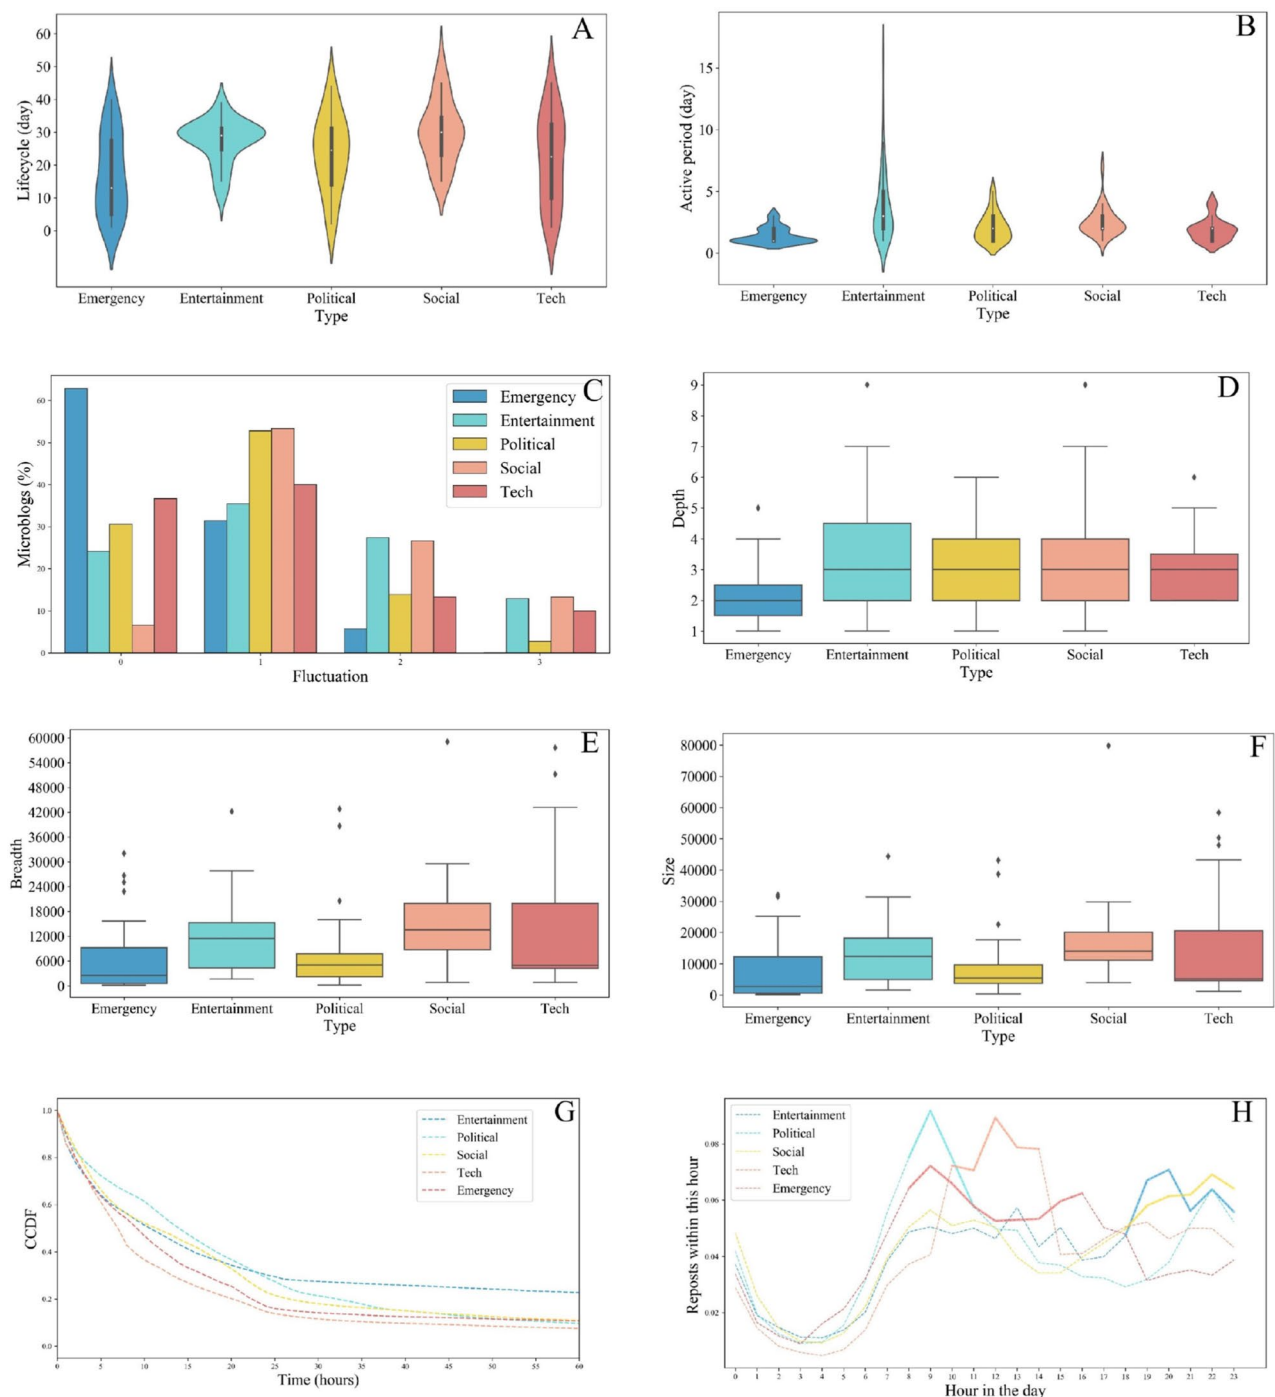 A
60
50
40
30
20
10
0
Lifecycle (day)
Emergency Entertainment Political Social Tech
Type
B
15
10
5
0
Active period (day)
Emergency Entertainment Political Social Tech
Type
C
Emergency
Entertainment
Political
Social
Tech
60
50
40
30
20
10
0
Microblogs (%)
0 1 2 3
Fluctuation
D
9
8
7
6
5
4
3
2
1
Depth
Emergency Entertainment Political Social Tech
Type
E
60000
54000
48000
42000
36000
30000
24000
18000
12000
6000
0
Breadth
Emergency Entertainment Political Social Tech
Type
F
80000
70000
60000
50000
40000
30000
20000
10000
0
Size
Emergency Entertainment Political Social Tech
Type
G
Entertainment
Political
Social
Tech
Emergency
1.0
0.8
0.6
0.4
0.2
0.0
CCDF
0 5 10 15 20 25 30 35 40 45 50 55 60
Time (hours)
H
Entertainment
Political
Social
Tech
Emergency
0.08
0.06
0.04
0.02
Reposts within this hour
0 1 2 3 4 5 6 7 8 9 10 11 12 13 14 15 16 17 18 19 20 21 22 23
Hour in the day